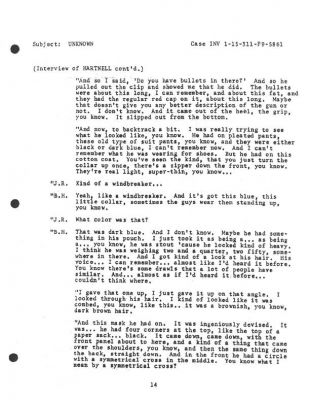 Subject: UNKNOWN Case INV 1-15-311-F9-5861
(Interview of HARTNELL cont'd.)
"And so I said, 'Do you have bullets in there?' And so he
pulled out the clip and showed me that he did. The bullets
were about this long, I can remember, and about this fat, and
they had the regular red cap on it, about this long. Maybe
that doesn't give you any better description of the gun or
not. I don't know. And it came out of the heel, the grip,
you know. It slipped out from the bottom.
"And now, to backtrack a bit. I was really trying to see
what he looked like, you know. He had on pleated pants,
these old type of suit pants, you know, and they were either
black or dark blue, I can't remember now. And I can't
remember what he was wearing for shoes. But he had on this
cotton coat. You've seen the kind, that you just turn the
collar up once, there's a zipper down the front, you know.
They're real light, super-thin, you know...
"J.R. Kind of a windbreaker...
"B.H. Yeah, like a windbreaker. And it's got this blue, this
little collar, sometimes the guys wear then standing up,
you know.
"J.R. What color was that?
"B.H. That was dark blue. And I don't know. Maybe he had some-
thing in his pouch. I just took it as being a... as being
a... you know, he was stout 'cause he looked kind of heavy.
I think he was weighing two and a quarter, two fifty, some-
where in there. And I got kind of a look at his hair. His
voice... I can remember... almost like I'd heard it before.
You know there's some drawls that a lot of people have
similar. And... almost as if I'd heard it before...
couldn't think where.
"I gave that one up, I just gave it up on that angle. I
looked through his hair. I kind of looked like it was
combed, you know, like this.. it was a brownish, you know,
dark brown hair.
"And this mask he had on. It was ingeniously devised. It
was... he had four corners at the top, like the top of a
paper sack... black. It came down, came down, with the
front panel about to here, and a kind of a thing that came
over the shoulders, you know, and then the same thing down
the back, straight down. And in the front he had a circle
with a symmetrical cross in the middle. You know what I
mean by a symmetrical cross?
14